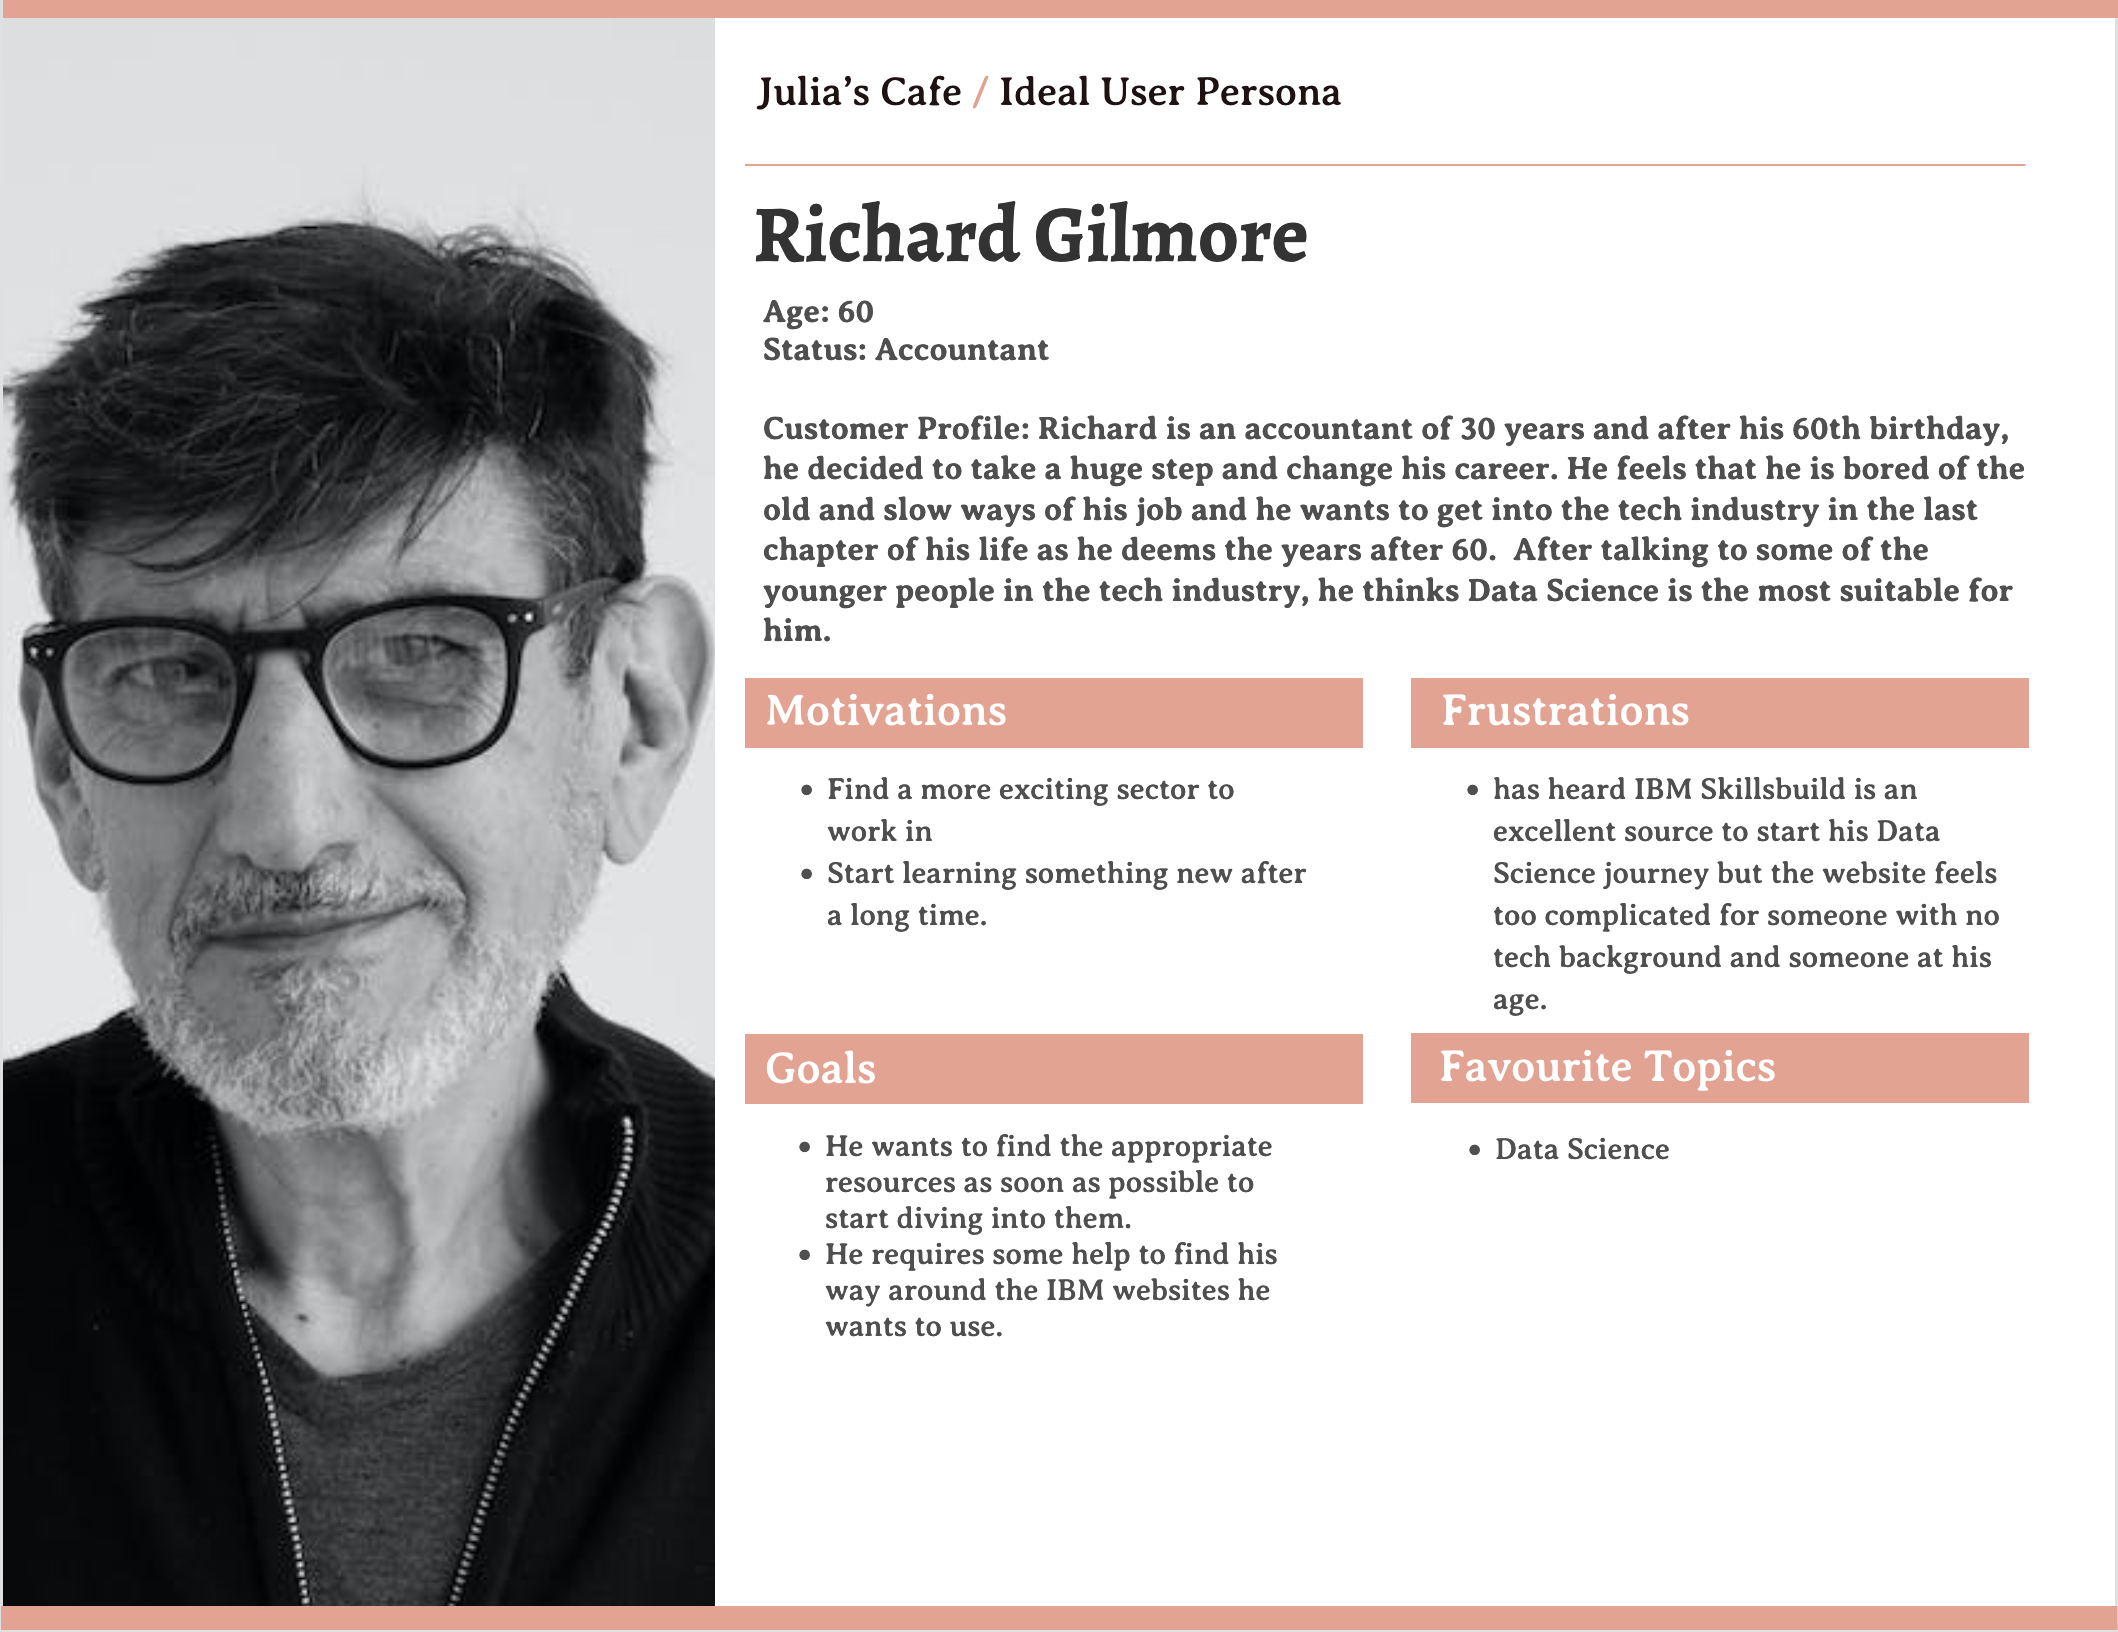 Julia’s Cafe / Ideal User Persona
Richard Gilmore
Age: 60
Status: Accountant
Customer Profile: Richard is an accountant of 30 years and after his 60th birthday,
he decided to take a huge step and change his career. He feels that he is bored of the
old and slow ways of his job and he wants to get into the tech industry in the last
chapter of his life as he deems the years after 60.  After talking to some of the
younger people in the tech industry, he thinks Data Science is the most suitable for
him.
Motivations
• Find a more exciting sector to
work in
• Start learning something new after
a long time.
Frustrations
• has heard IBM Skillsbuild is an
excellent source to start his Data
Science journey but the website feels
too complicated for someone with no
tech background and someone at his
age.
Goals
• He wants to find the appropriate
resources as soon as possible to
start diving into them.
• He requires some help to find his
way around the IBM websites he
wants to use.
Favourite Topics
• Data Science